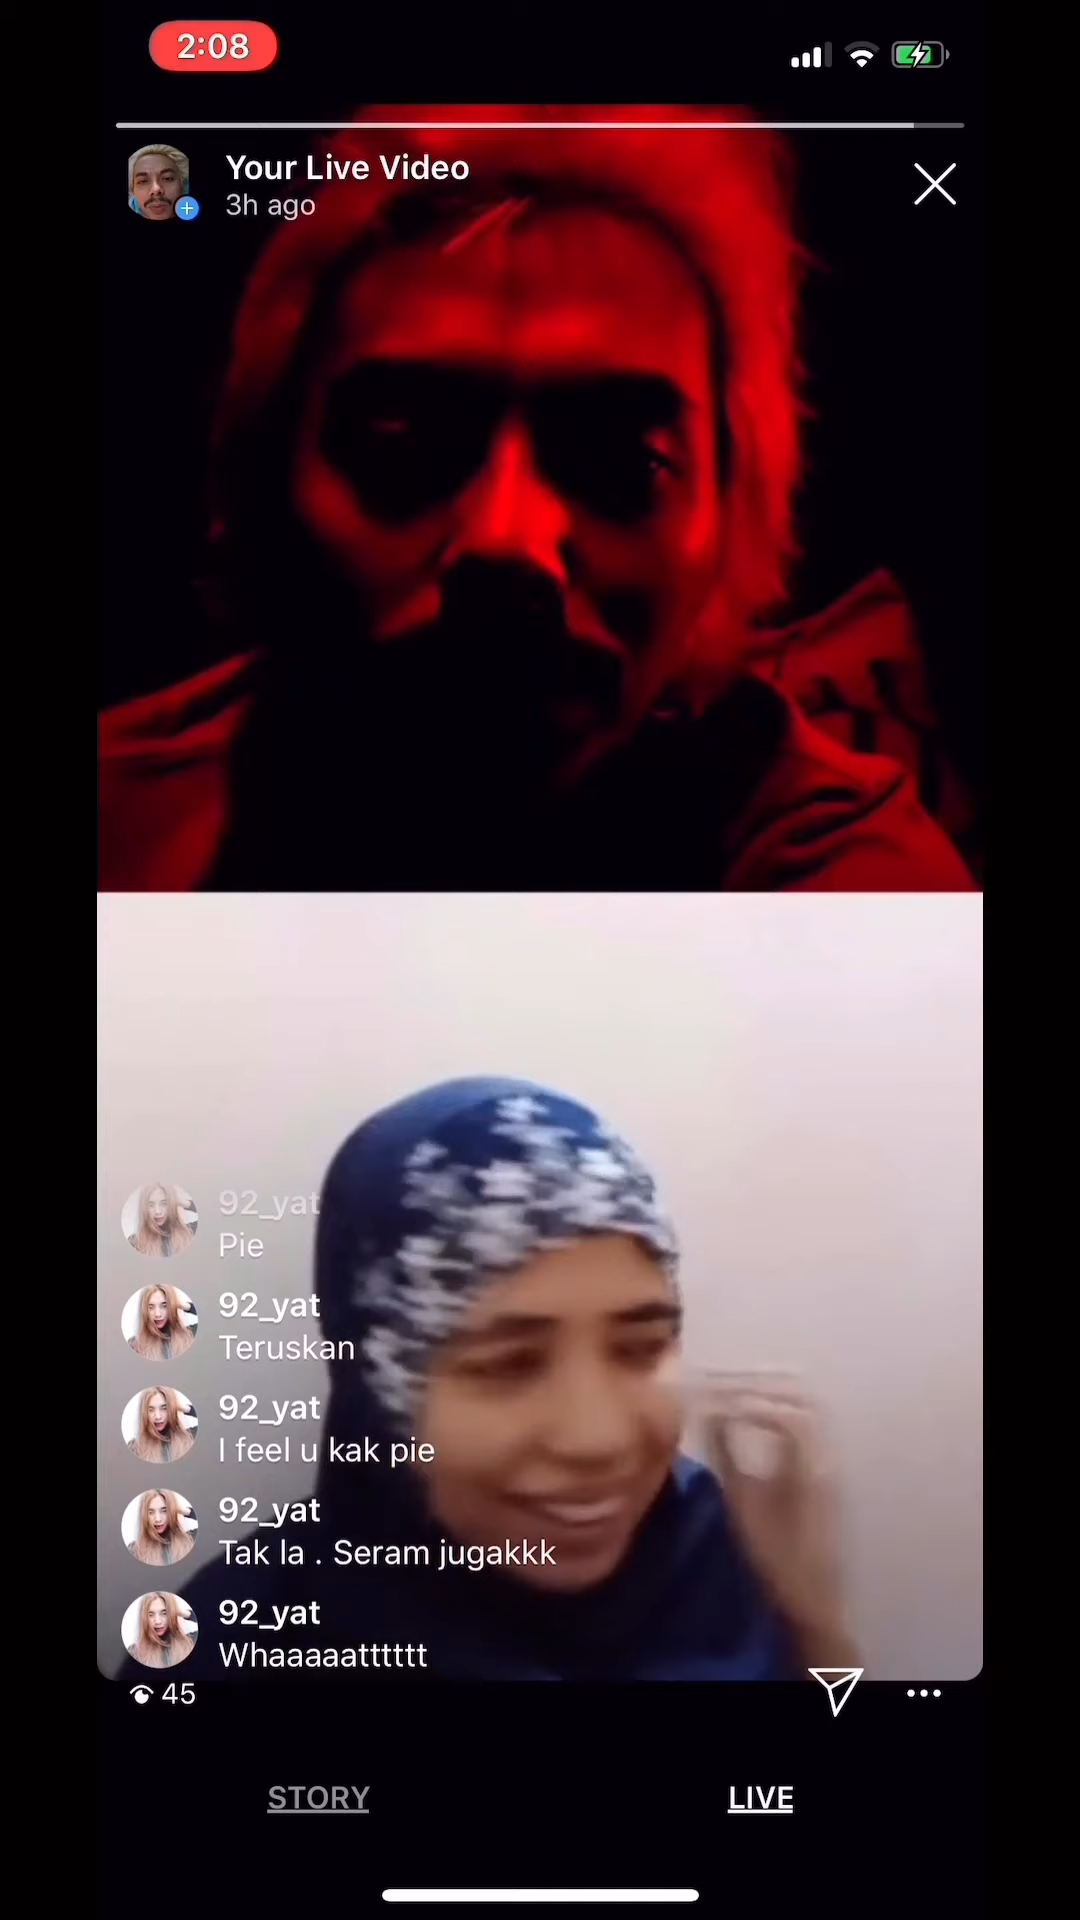 2:08
Your Live Video
3h ago
92_yat
Pie
92_yat
Teruskan
92_yat
I feel u kak pie
92_yat
Tak la . Seram jugakkk
92_yat
Whaaaaatttttt
45
STORY
LIVE